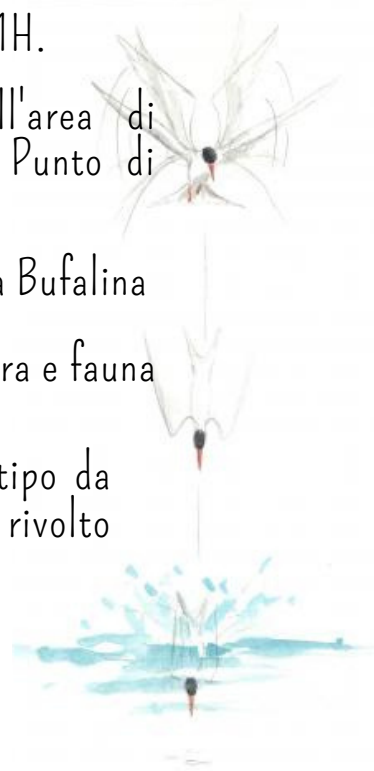 1H.
ll'area di
Punto di
a Bufalina
ra e fauna
tipo da
rivolto